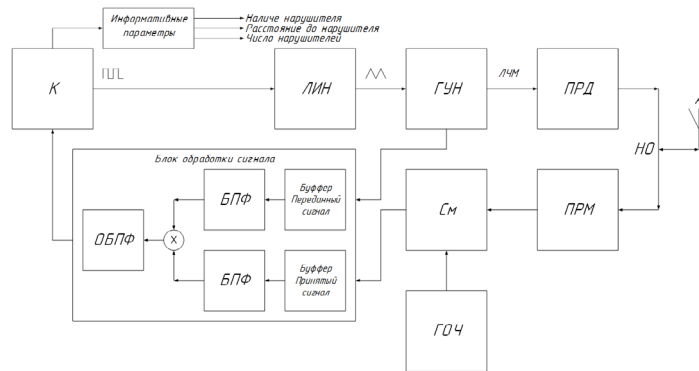 Информативные
параметры
Наличе нарушителя
Расстояние до нарушителя
Число нарушителей
К
ЛИН
ГУН
ЛЧМ
ПРД
НО
Блок одработки сигнала
ОБПФ
X
БПФ
Буффер
Переданный
сигнал
БПФ
Буффер
Принятый
сигнал
См
ПРМ
ГОЧ